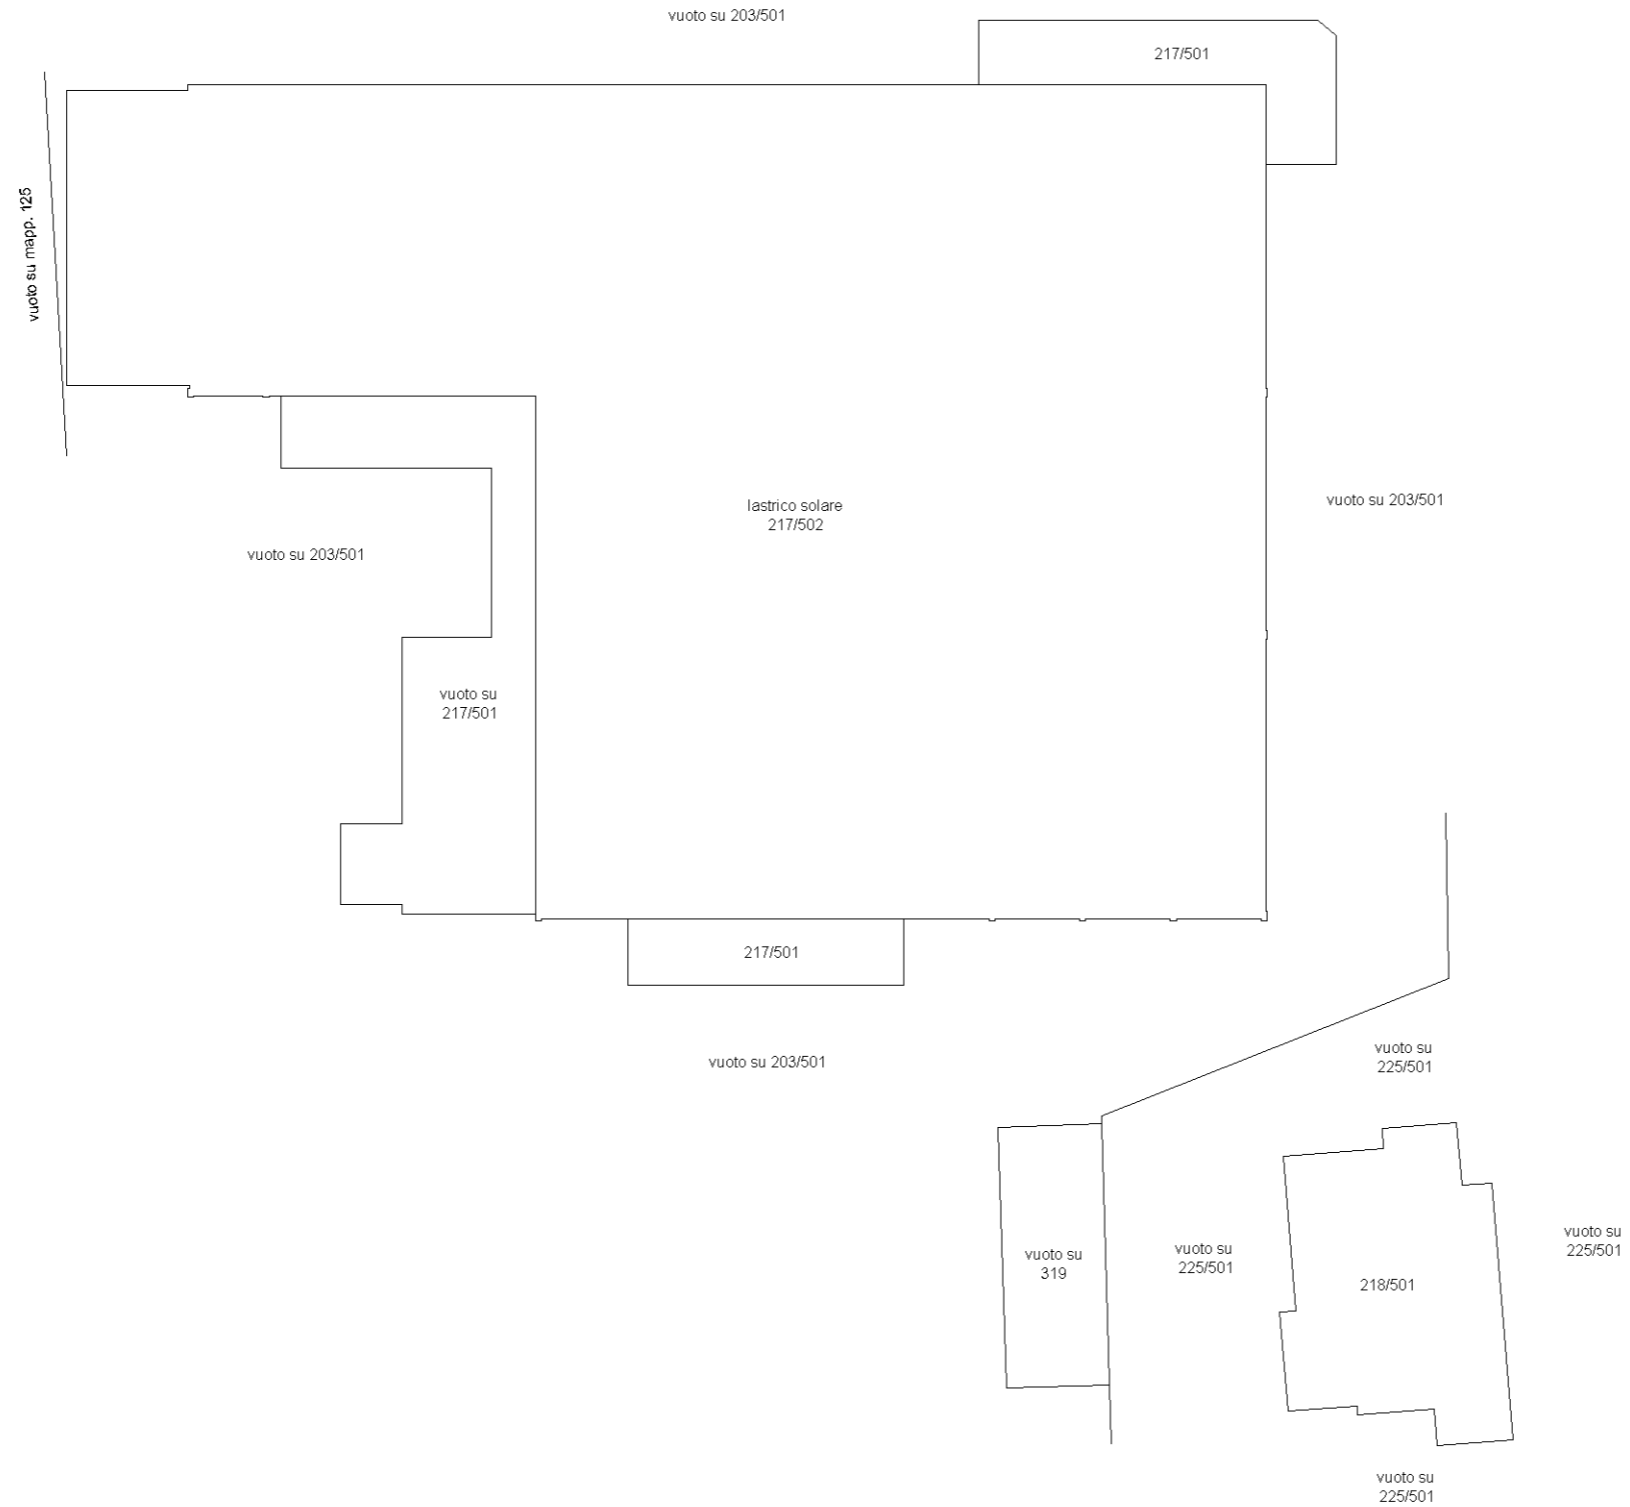 vuoto su 203/501
217/501
vuoto su mapp. 125
lastrico solare
217/502
vuoto su 203/501
vuoto su 203/501
vuoto su
217/501
217/501
vuoto su 203/501
vuoto su
225/501
vuoto su
225/501
vuoto su
225/501
vuoto su
319
218/501
vuoto su
225/501